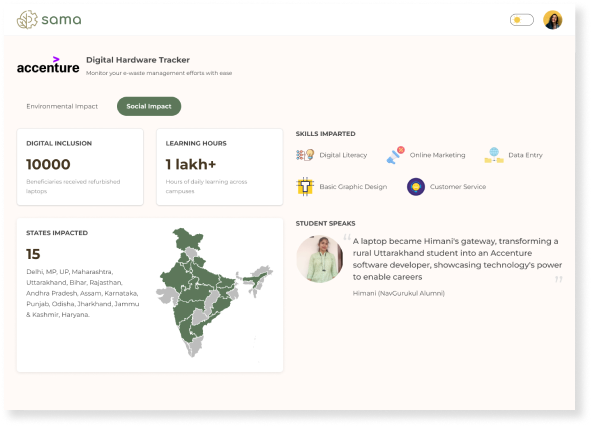 sama
accenture
Digital Hardware Tracker
Monitor your e-waste management efforts with ease
Environmental Impact
Social Impact
DIGITAL INCLUSION
10000
Beneficiaries received refurbished
laptops
LEARNING HOURS
1 lakh+
Hours of daily learning across
campuses
SKILLS IMPARTED
Digital Literacy
Online Marketing
Data Entry
Basic Graphic Design
Customer Service
STATES IMPACTED
15
Delhi, MP, UP, Maharashtra,
Uttarakhand, Bihar, Rajasthan,
Andhra Pradesh, Assam, Karnataka,
Punjab, Odisha, Jharkhand, Jammu
& Kashmir, Haryana.
STUDENT SPEAKS
“ A laptop became Himani's gateway, transforming a
rural Uttarakhand student into an Accenture
software developer, showcasing technology's power
to enable careers ”
Himani (NavGurukul Alumni)